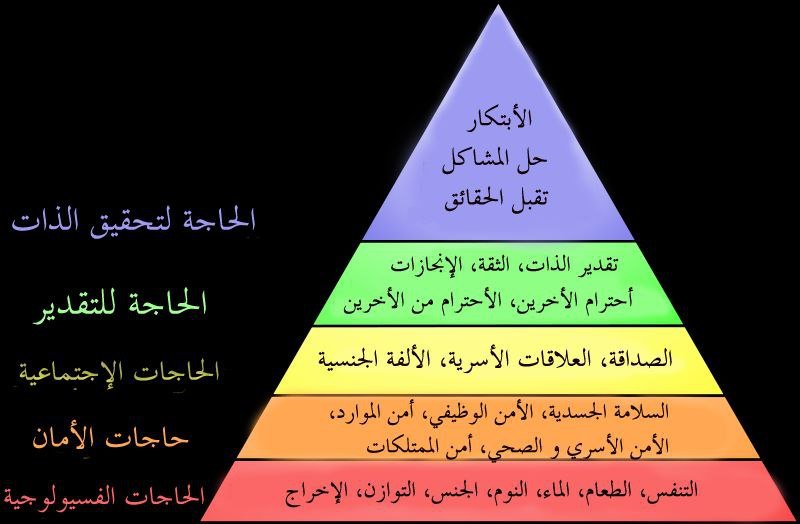 الأبتكار
حل المشاكل
تقبل الحقائق
الحاجة لتحقيق الذات
تقدير الذات، الثقة، الإنجازات
أحترام الأخرين، الأحترام من الأخرين
الحاجة للتقدير
الصداقة، العلاقات الأسرية، الألفة الجنسية
الحاجات الإجتماعية
السلامة الجسدية، الأمن الوظيفي، أمن الموارد،
الأمن الأسري و الصحي، أمن الممتلكات
حاجات الأمان
التنفس، الطعام، الماء، النوم، الجنس، التوازن، الإخراج
الحاجات الفسيولوجية